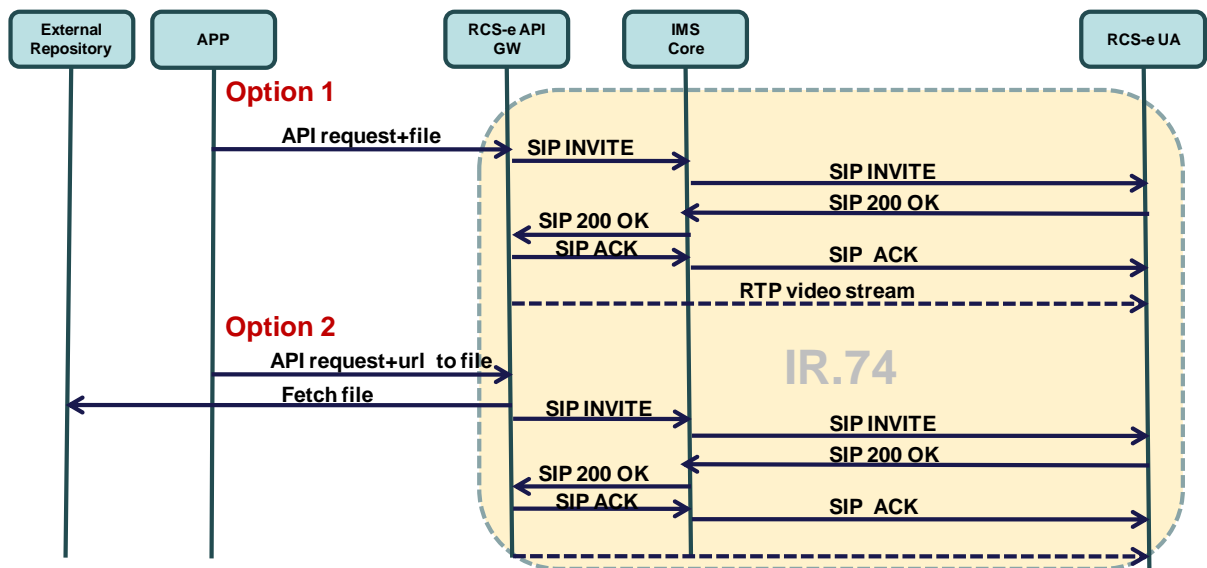 External
Repository
APP
RCS-e API
GW
IMS
Core
RCS-e UA
Option 1
API request+file
SIP INVITE
SIP INVITE
SIP 200 OK
SIP 200 OK
SIP ACK
SIP ACK
RTP video stream
Option 2
API request+url to file
IR.74
Fetch file
SIP INVITE
SIP INVITE
SIP 200 OK
SIP 200 OK
SIP ACK
SIP ACK